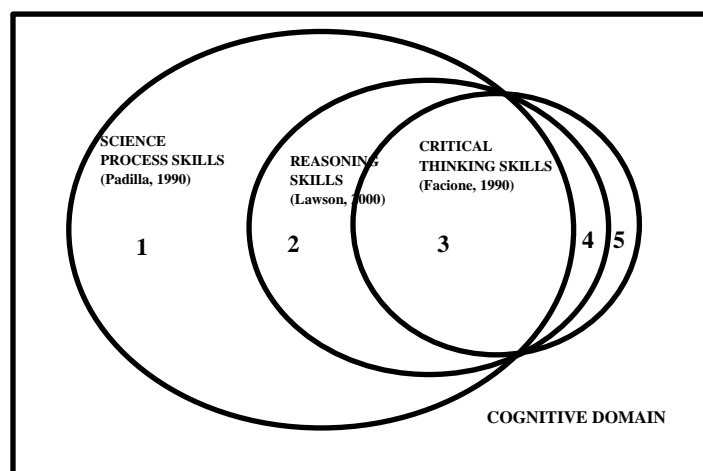 SCIENCE
PROCESS SKILLS
(Padilla, 1990)
REASONING
SKILLS
(Lawson, 2000)
CRITICAL
THINKING SKILLS
(Facione, 1990)
1
2
3
4
5
COGNITIVE DOMAIN